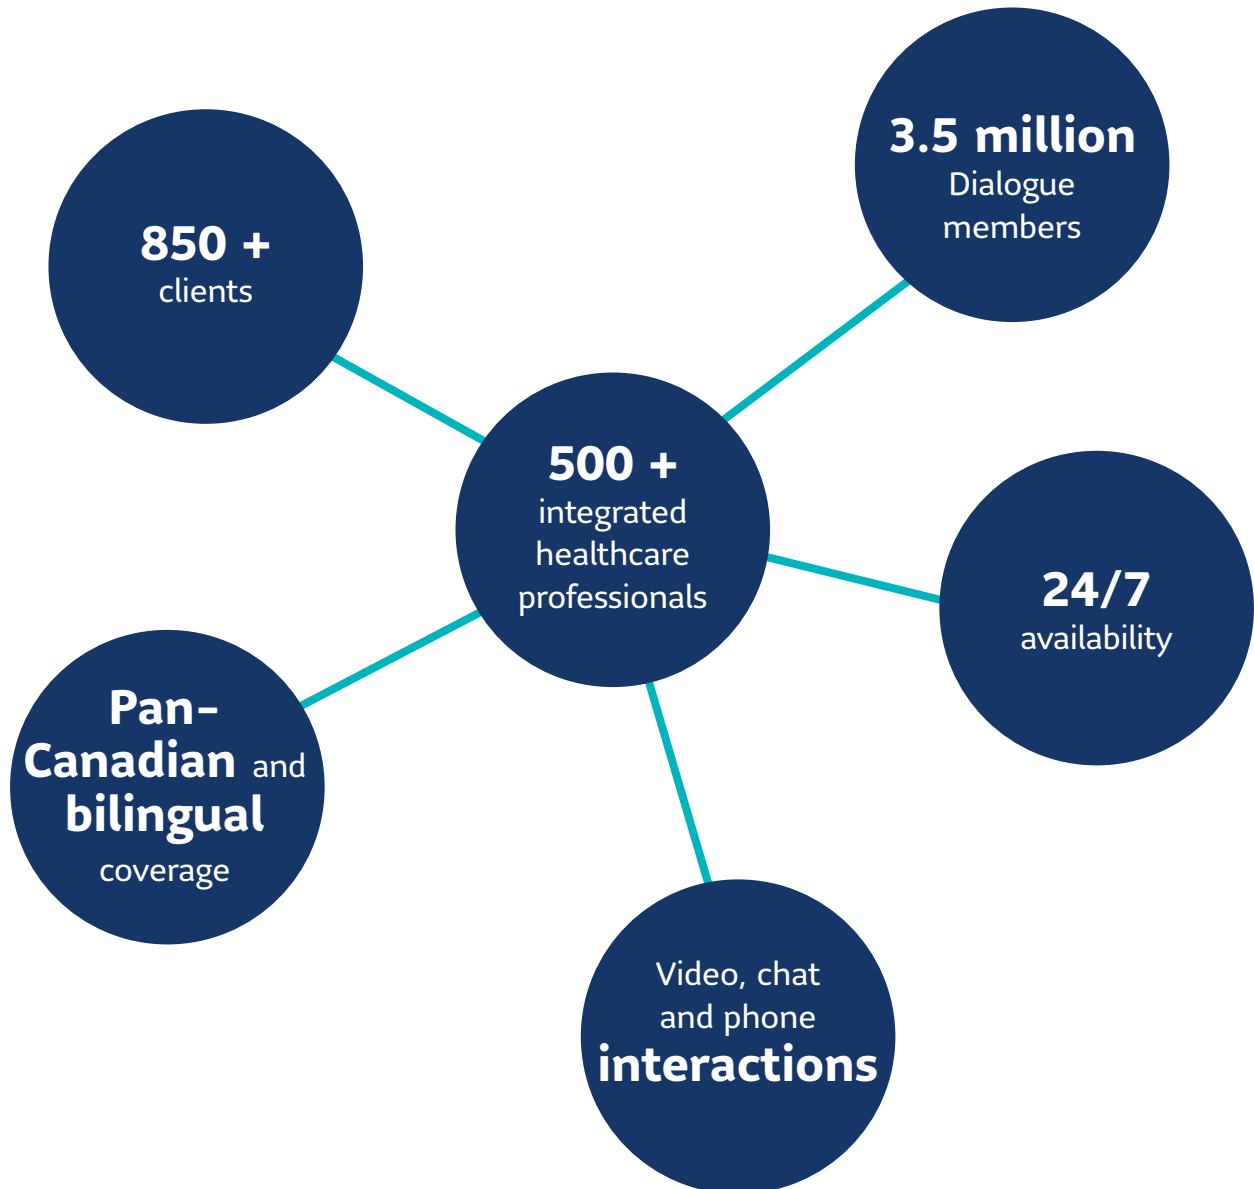 3.5 million
Dialogue
members
850 +
clients
500 +
integrated
healthcare
professionals
24/7
availability
Pan-
Canadian and
bilingual
coverage
Video, chat
and phone
interactions